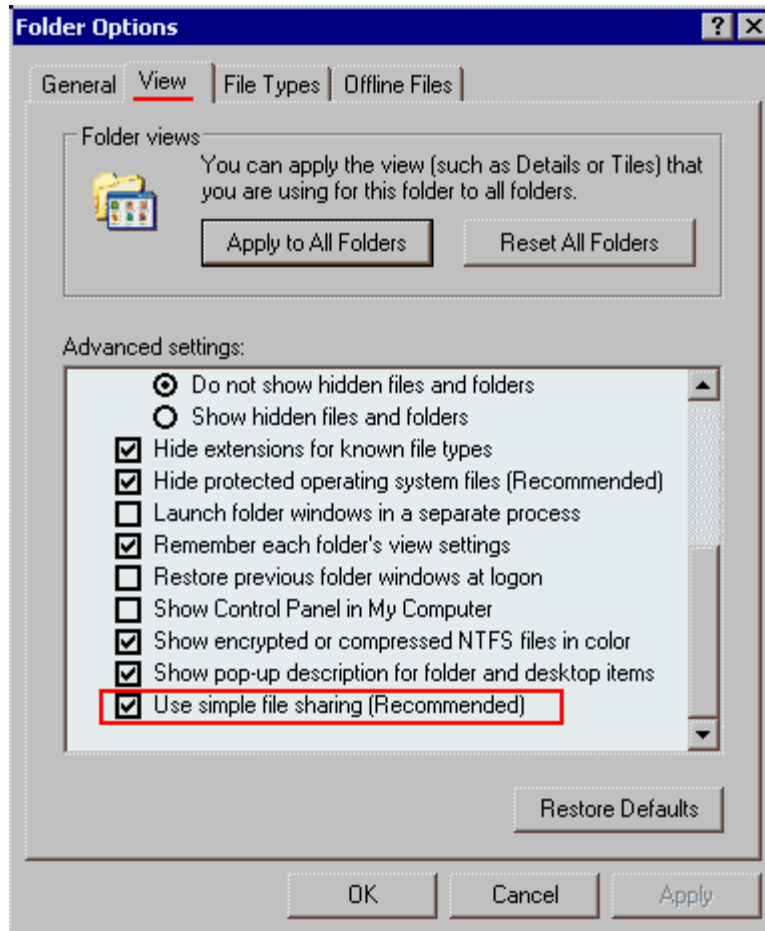 Folder Options
General View File Types Offline Files
Folder views
You can apply the view (such as Details or Tiles) that
you are using for this folder to all folders.
Apply to All Folders Reset All Folders
Advanced settings:
Do not show hidden files and folders
Show hidden files and folders
Hide extensions for known file types
Hide protected operating system files (Recommended)
Launch folder windows in a separate process
Remember each folder's view settings
Restore previous folder windows at logon
Show Control Panel in My Computer
Show encrypted or compressed NTFS files in color
Show pop-up description for folder and desktop items
Use simple file sharing (Recommended)
Restore Defaults
OK Cancel Apply